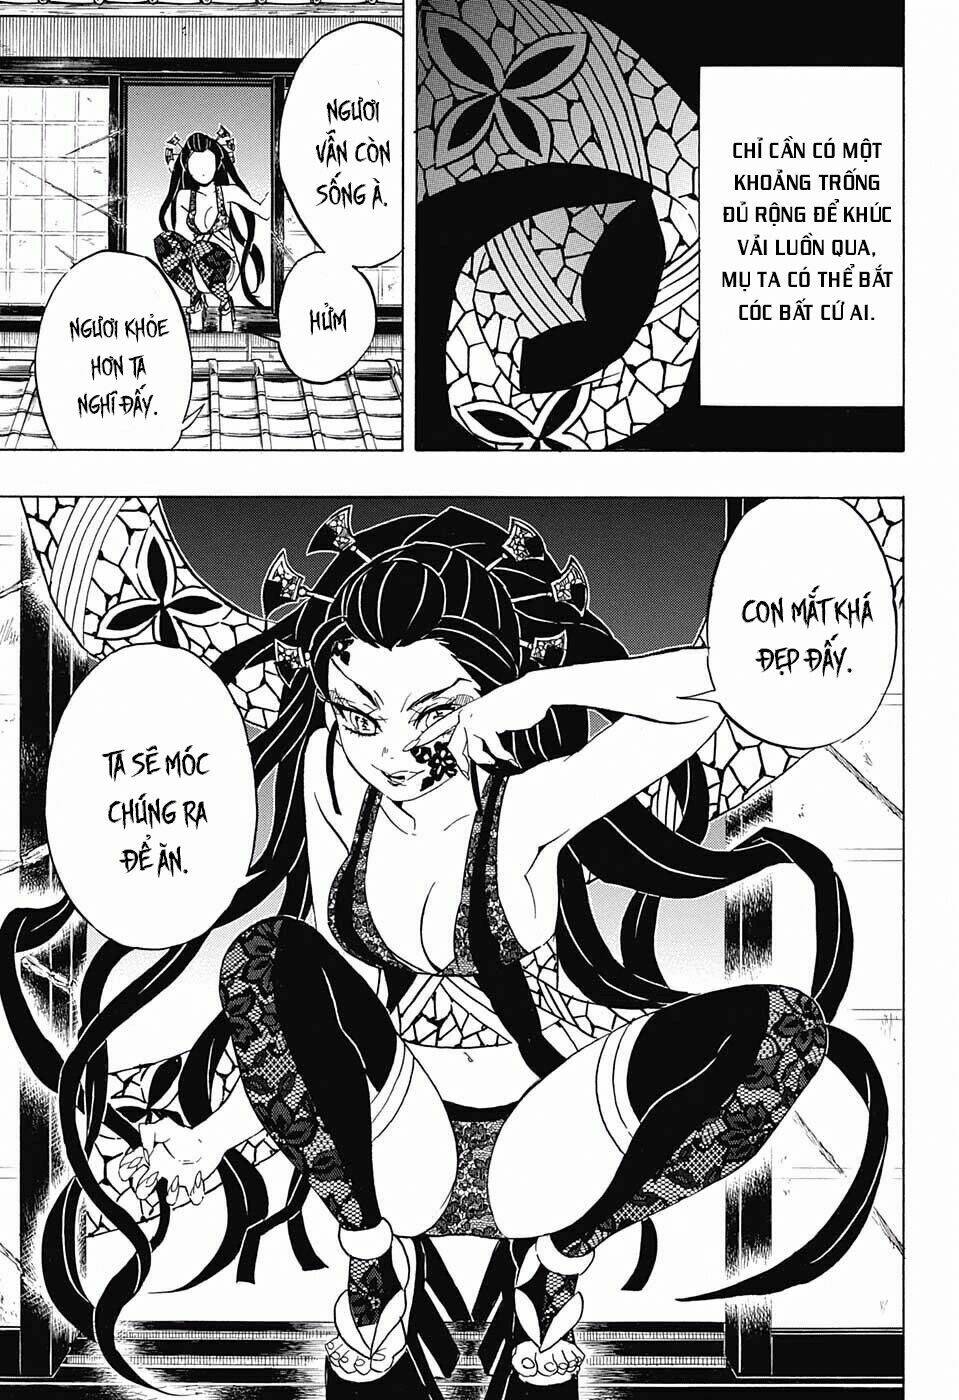 CHỈ CẦN CÓ MỘT
KHOẢNG TRỐNG
ĐỦ RỘNG ĐỂ KHÚC
VẢI LUỒN QUA,
MỤ TA CÓ THỂ BẮT
CÓC BẤT CỨ AI.
NGƯƠI
VẪN CÒN
SỐNG À.
HỬM
NGƯƠI KHỎE
HƠN TA
NGHĨ ĐẤY.
CON MẮT KHÁ
ĐẸP ĐẤY.
TA SẼ MÓC
CHÚNG RA
ĐỂ ĂN.